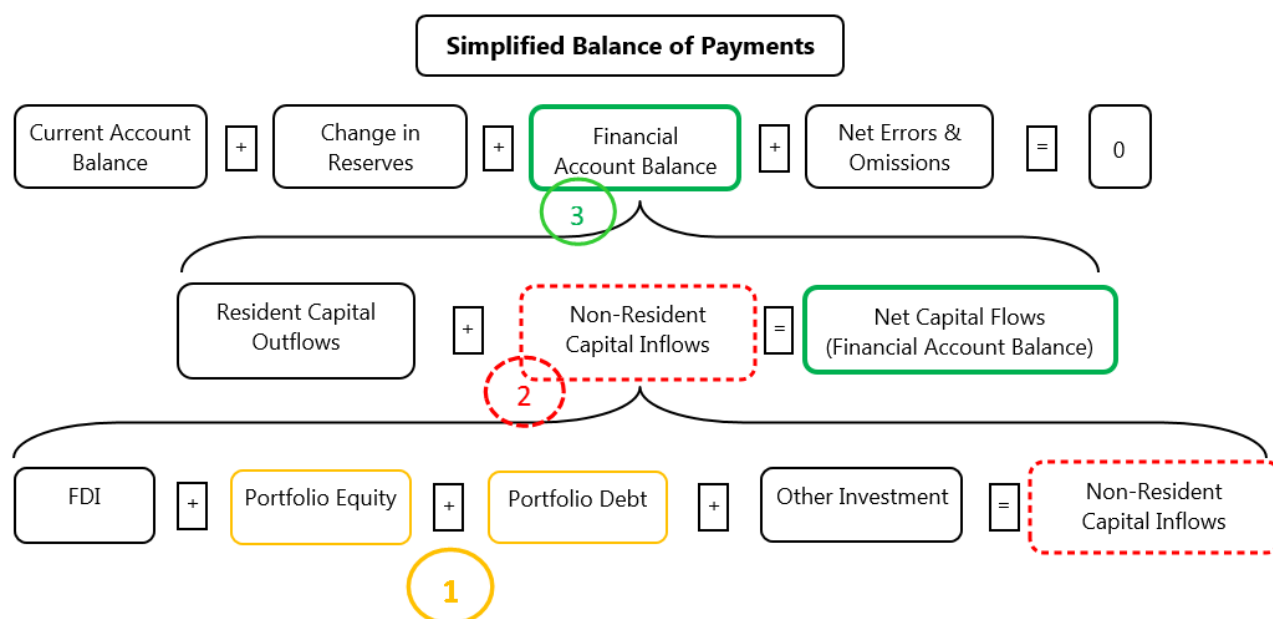 Simplified Balance of Payments
Current Account
Balance
+
Change in
Reserves
+
Financial
Account Balance
+
Net Errors &
Omissions
=
0
3
Resident Capital
Outflows
+
Non-Resident
Capital Inflows
=
Net Capital Flows
(Financial Account Balance)
2
FDI
+
Portfolio Equity
+
Portfolio Debt
+
Other Investment
=
Non-Resident
Capital Inflows
1